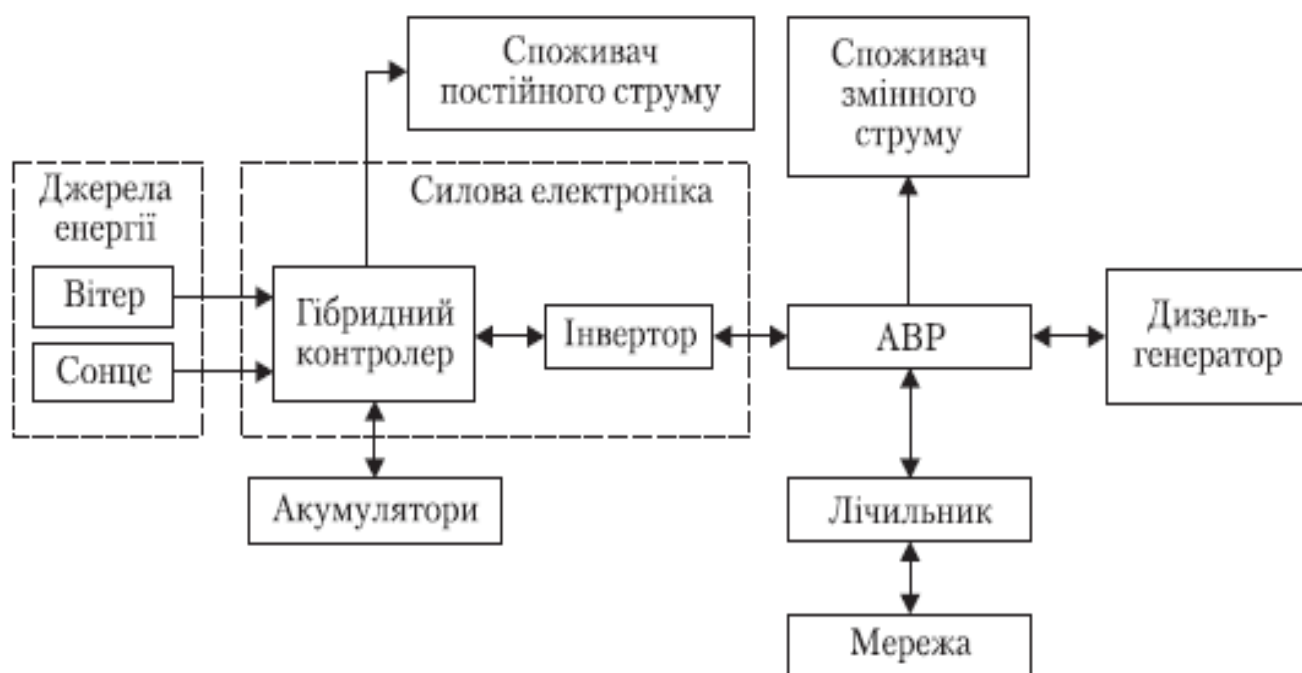 Споживач
постійного струму
Споживач
змінного
струму
Джерела
енергії
Силова електроніка
Вітер
Сонце
Гібридний
контролер
Інвертор
АВР
Дизель-
генератор
Акумулятори
Лічильник
Мережа